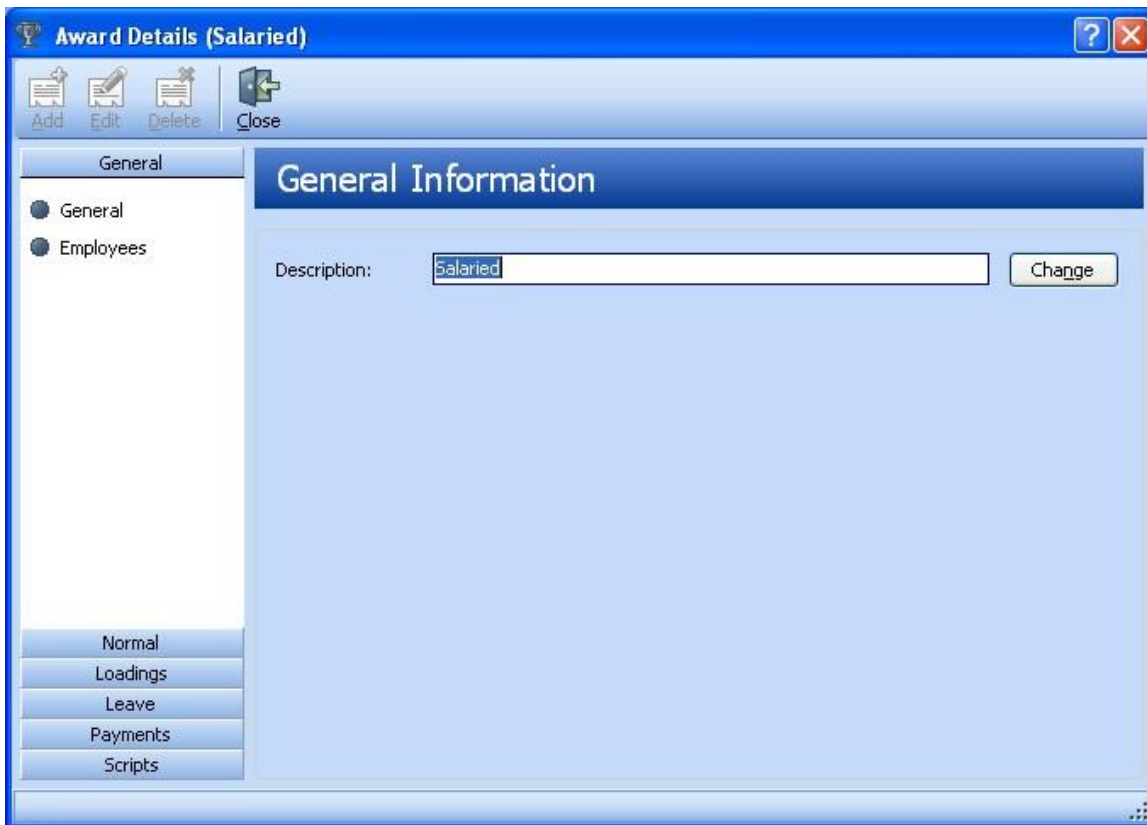 Award Details (Salaried)
Add Edit Delete Close
General
General Information
General
Employees
Description: Salaried Change
Normal
Loadings
Leave
Payments
Scripts